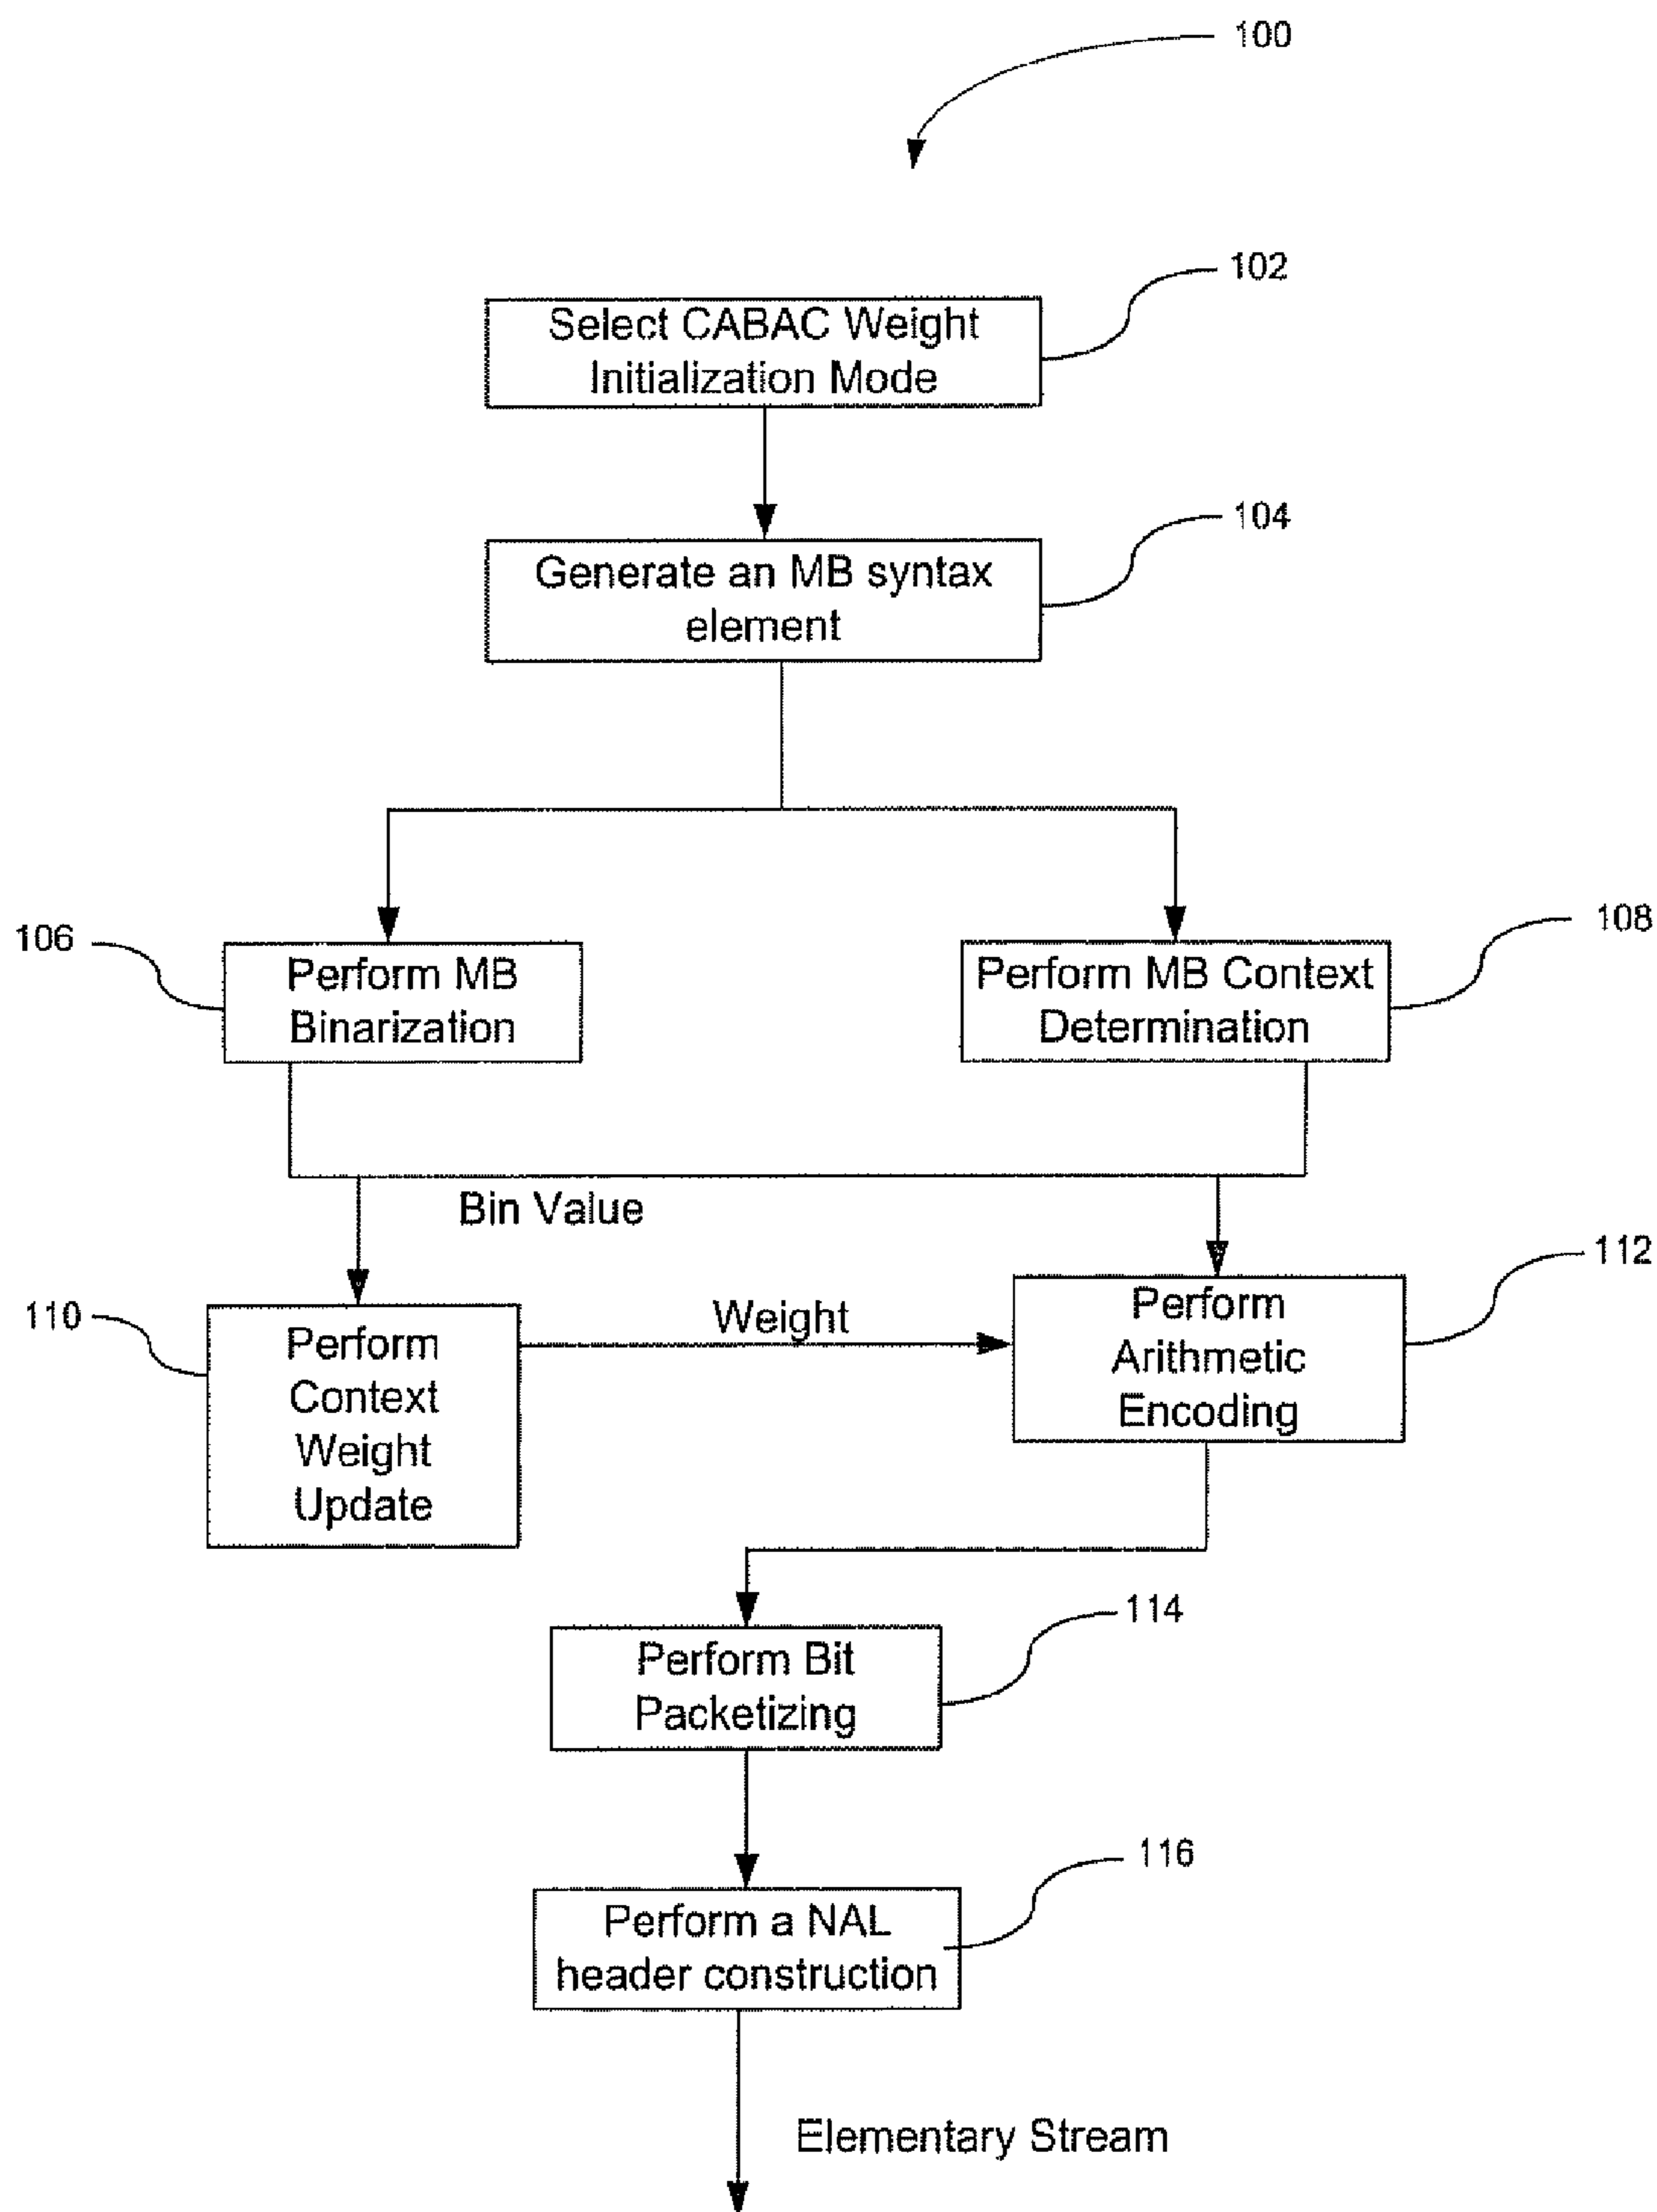 100
102
Select CABAC Weight
Initialization Mode
104
Generate an MB syntax
element
106
Perform MB
Binarization
108
Perform MB Context
Determination
Bin Value
110
Perform
Context
Weight
Update
Weight
112
Perform
Arithmetic
Encoding
114
Perform Bit
Packetizing
116
Perform a NAL
header construction
Elementary Stream